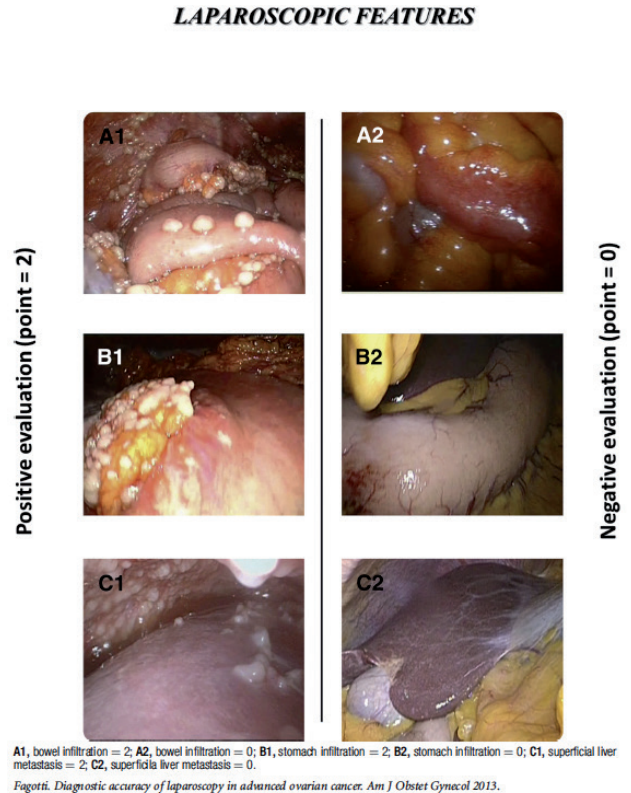 LAPAROSCOPIC FEATURES
A1
A2
Positive evaluation (point = 2)
Negative evaluation (point = 0)
B1
B2
C1
C2
A1, bowel infiltration = 2; A2, bowel infiltration = 0; B1, stomach infiltration = 2; B2, stomach infiltration = 0; C1, superficial liver
metastasis = 2; C2, superficila liver metastasis = 0.
Fagotti. Diagnostic accuracy of laparoscopy in advanced ovarian cancer. Am J Obstet Gynecol 2013.